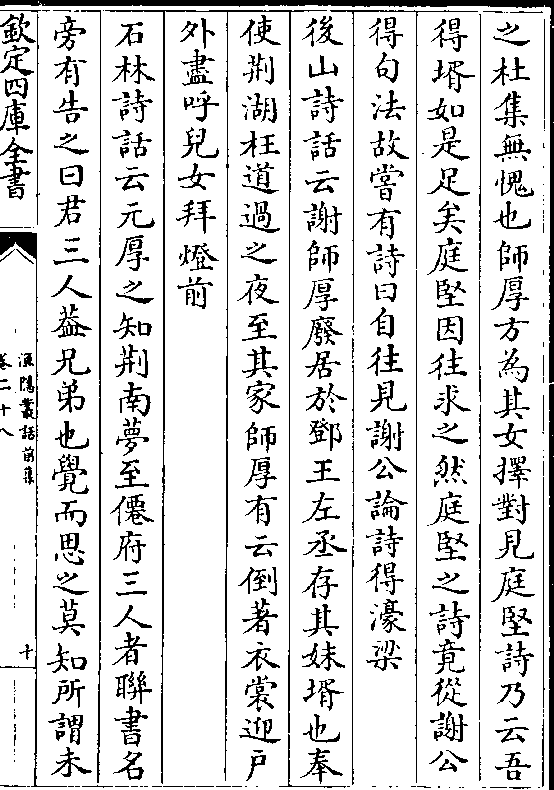 之杜集無愧也師厚方為其女擇對見庭堅詩乃云吾
得壻如是足矣庭堅因往求之然庭堅之詩竟從謝公
得句法故嘗有詩曰自往見謝公論詩得濠梁
後山詩話云謝師厚廢居於鄧王左丞存其妹壻也奉
使荆湖枉道過之夜至其家師厚有云倒著衣裳迎戶
外盡呼兒女拜燈前
石林詩話云元厚之知荆南夢至僊府三人者聯書名
旁有告之曰君三人葢兄弟也覺而思之莫知所謂未
欽定四庫全書
漁隱叢話前集
卷二十八
十